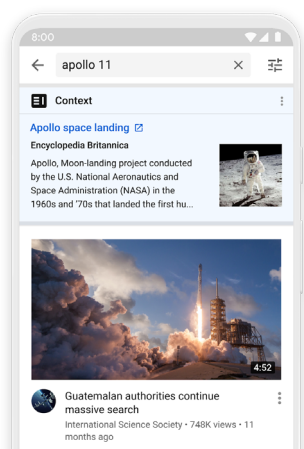 8:00
apollo 11
Context
Apollo space landing
Encyclopedia Britannica
Apollo, Moon-landing project conducted
by the U.S. National Aeronautics and
Space Administration (NASA) in the
1960s and '70s that landed the first hu...
4:52
Guatemalan authorities continue
massive search
International Science Society • 748K views • 11
months ago